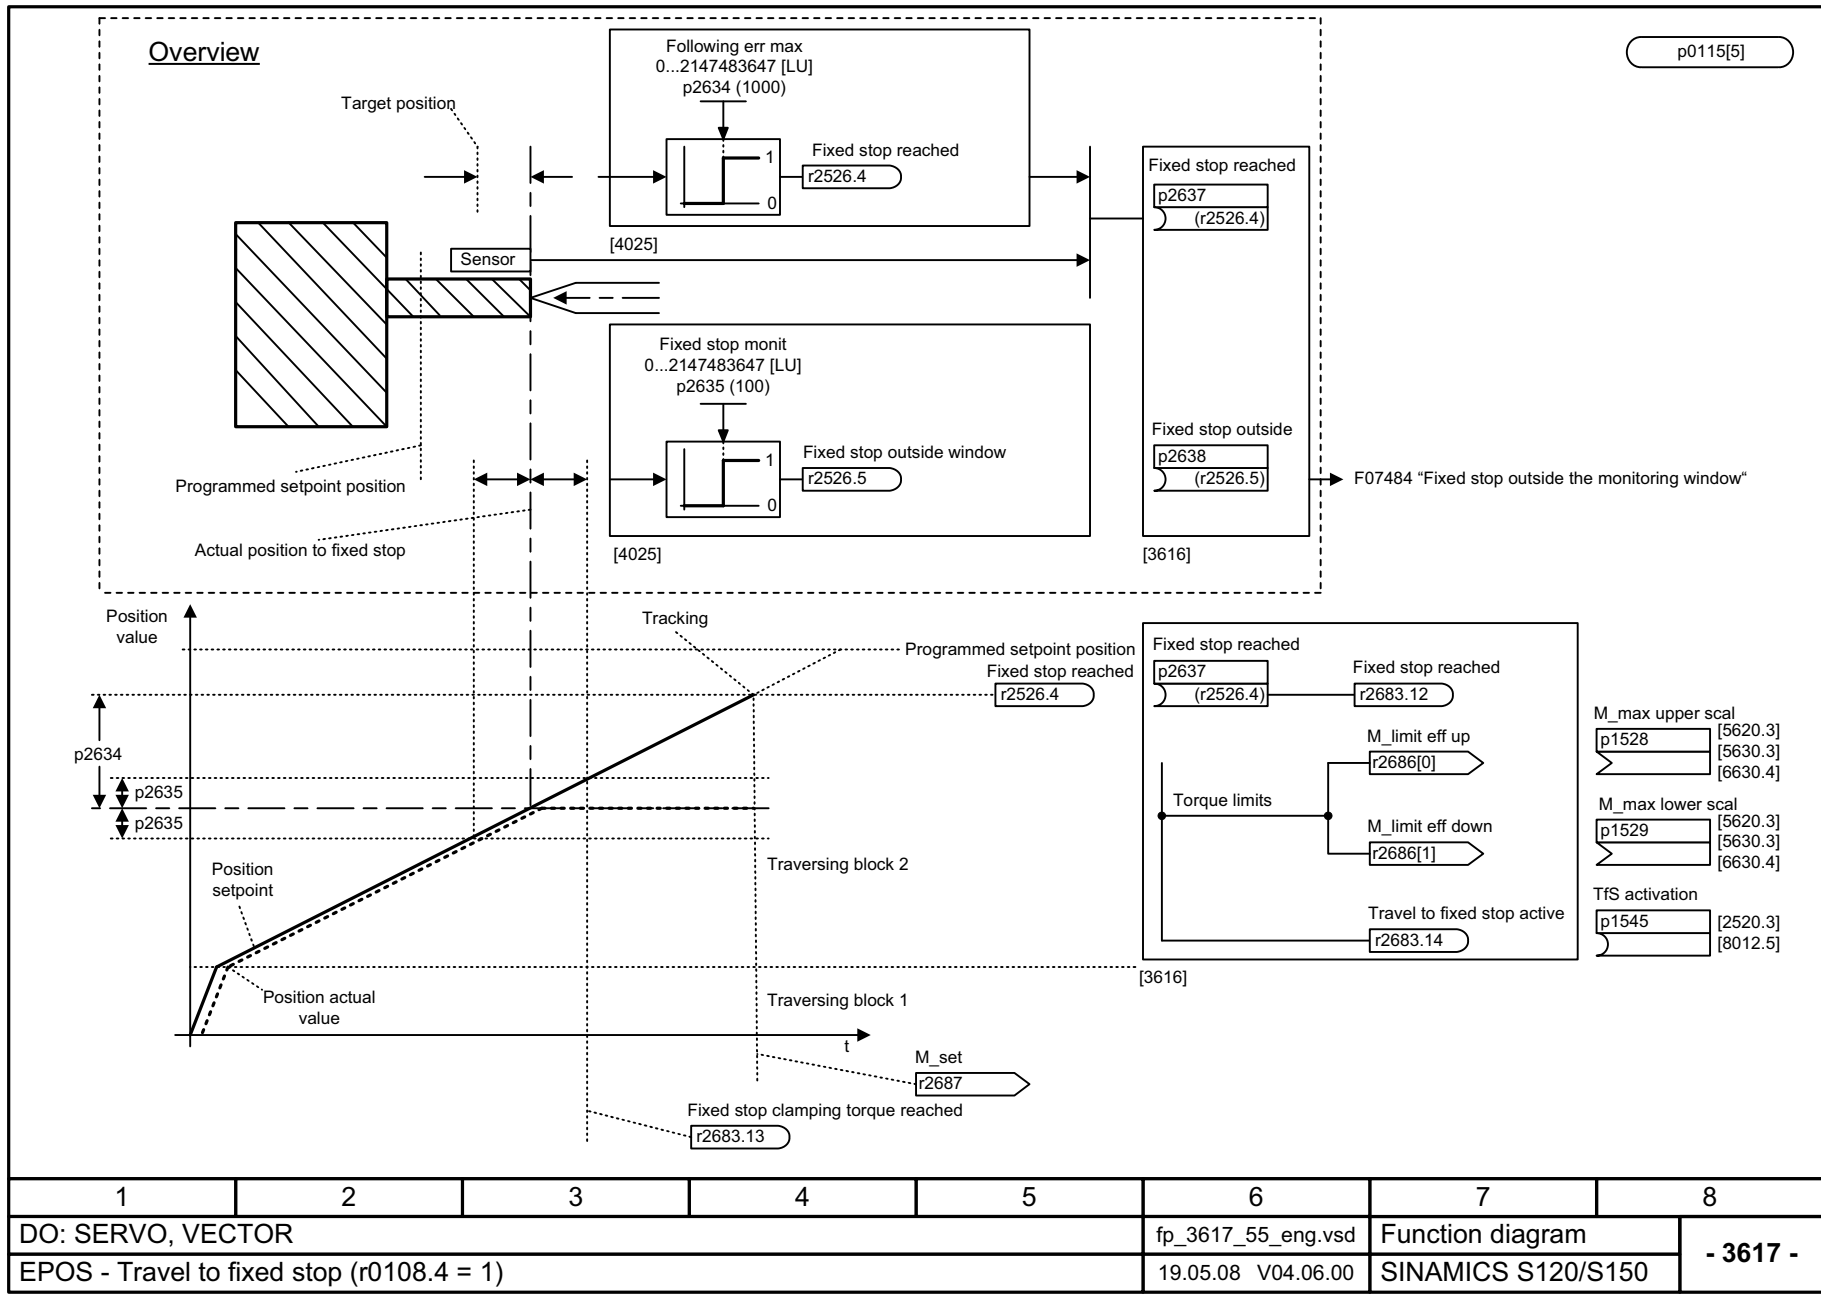 Overview
p0115[5]
Following err max
0...2147483647 [LU]
p2634 (1000)
Target position
1
0
Fixed stop reached
r2526.4
[4025]
Sensor
Fixed stop reached
p2637
(r2526.4)
Fixed stop monit
0...2147483647 [LU]
p2635 (100)
1
0
Fixed stop outside window
r2526.5
[4025]
Fixed stop outside
p2638
(r2526.5)
[3616]
F07484 “Fixed stop outside the monitoring window“
Programmed setpoint position
Actual position to fixed stop
Position
value
Tracking
Programmed setpoint position
Fixed stop reached
r2526.4
p2634
p2635
p2635
Position
setpoint
Traversing block 2
Position actual
value
Traversing block 1
t
M_set
r2687
Fixed stop clamping torque reached
r2683.13
Fixed stop reached
p2637
(r2526.4)
Fixed stop reached
r2683.12
M_limit eff up
r2686[0]
Torque limits
M_limit eff down
r2686[1]
Travel to fixed stop active
r2683.14
[3616]
M_max upper scal
p1528
[5620.3]
[5630.3]
[6630.4]
M_max lower scal
p1529
[5620.3]
[5630.3]
[6630.4]
TfS activation
p1545
[2520.3]
[8012.5]
1 2 3 4 5 6 7 8
DO: SERVO, VECTOR
fp_3617_55_eng.vsd
Function diagram
- 3617 -
EPOS - Travel to fixed stop (r0108.4 = 1)
19.05.08 V04.06.00
SINAMICS S120/S150